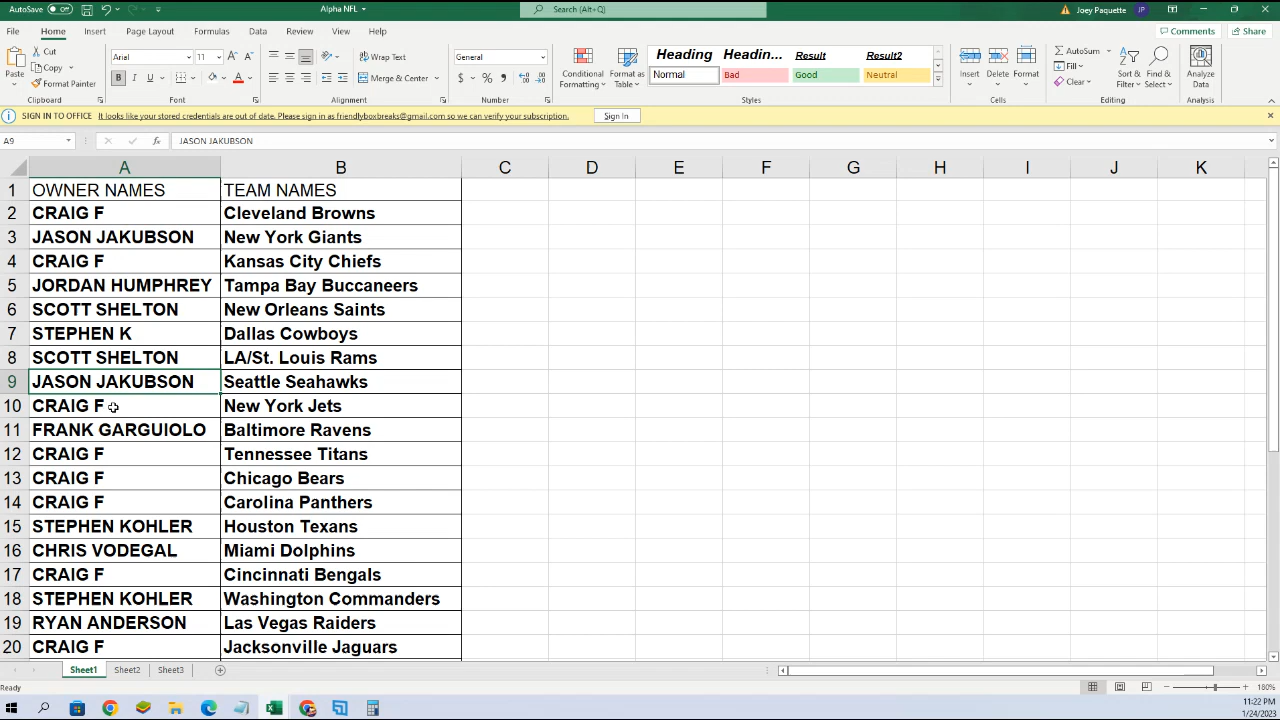 AutoSave Off
Alpha NFL
Search (Alt+Q)
Joey Paquette JP
File Home Insert Page Layout Formulas Data Review View Help
Comments Share
Paste
Cut
Copy
Format Painter
Clipboard
Arial 11
B I U
Font
Wrap Text
Merge & Center
Alignment
General
$ % ,
Number
Conditional Formatting
Format as Table
Heading Headin... Result Result2
Normal Bad Good Neutral
Styles
Insert Delete Format
Cells
AutoSum
Fill
Clear
Sort & Filter
Find & Select
Editing
Analyze Data
Analysis
SIGN IN TO OFFICE It looks like your stored credentials are out of date. Please sign in as friendlyboxbreaks@gmail.com so we can verify your subscription. Sign In
A9 fx JASON JAKUBSON
A B C D E F G H I J K
1 OWNER NAMES TEAM NAMES
2 CRAIG F Cleveland Browns
3 JASON JAKUBSON New York Giants
4 CRAIG F Kansas City Chiefs
5 JORDAN HUMPHREY Tampa Bay Buccaneers
6 SCOTT SHELTON New Orleans Saints
7 STEPHEN K Dallas Cowboys
8 SCOTT SHELTON LA/St. Louis Rams
9 JASON JAKUBSON Seattle Seahawks
10 CRAIG F New York Jets
11 FRANK GARGUIOLO Baltimore Ravens
12 CRAIG F Tennessee Titans
13 CRAIG F Chicago Bears
14 CRAIG F Carolina Panthers
15 STEPHEN KOHLER Houston Texans
16 CHRIS VODEGAL Miami Dolphins
17 CRAIG F Cincinnati Bengals
18 STEPHEN KOHLER Washington Commanders
19 RYAN ANDERSON Las Vegas Raiders
20 CRAIG F Jacksonville Jaguars
Sheet1 Sheet2 Sheet3
Ready
180%
11:22 PM
1/24/2023